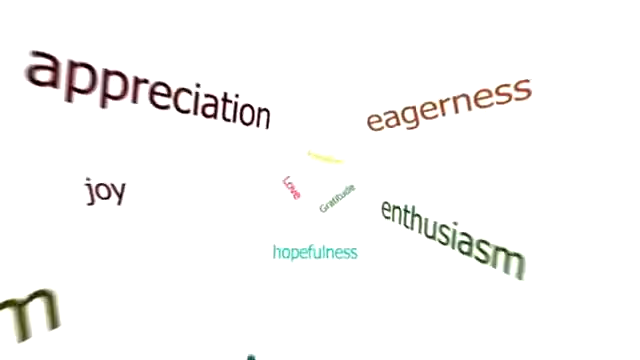 appreciation
eagerness
joy
Love
Gratitude
enthusiasm
hopefulness
m